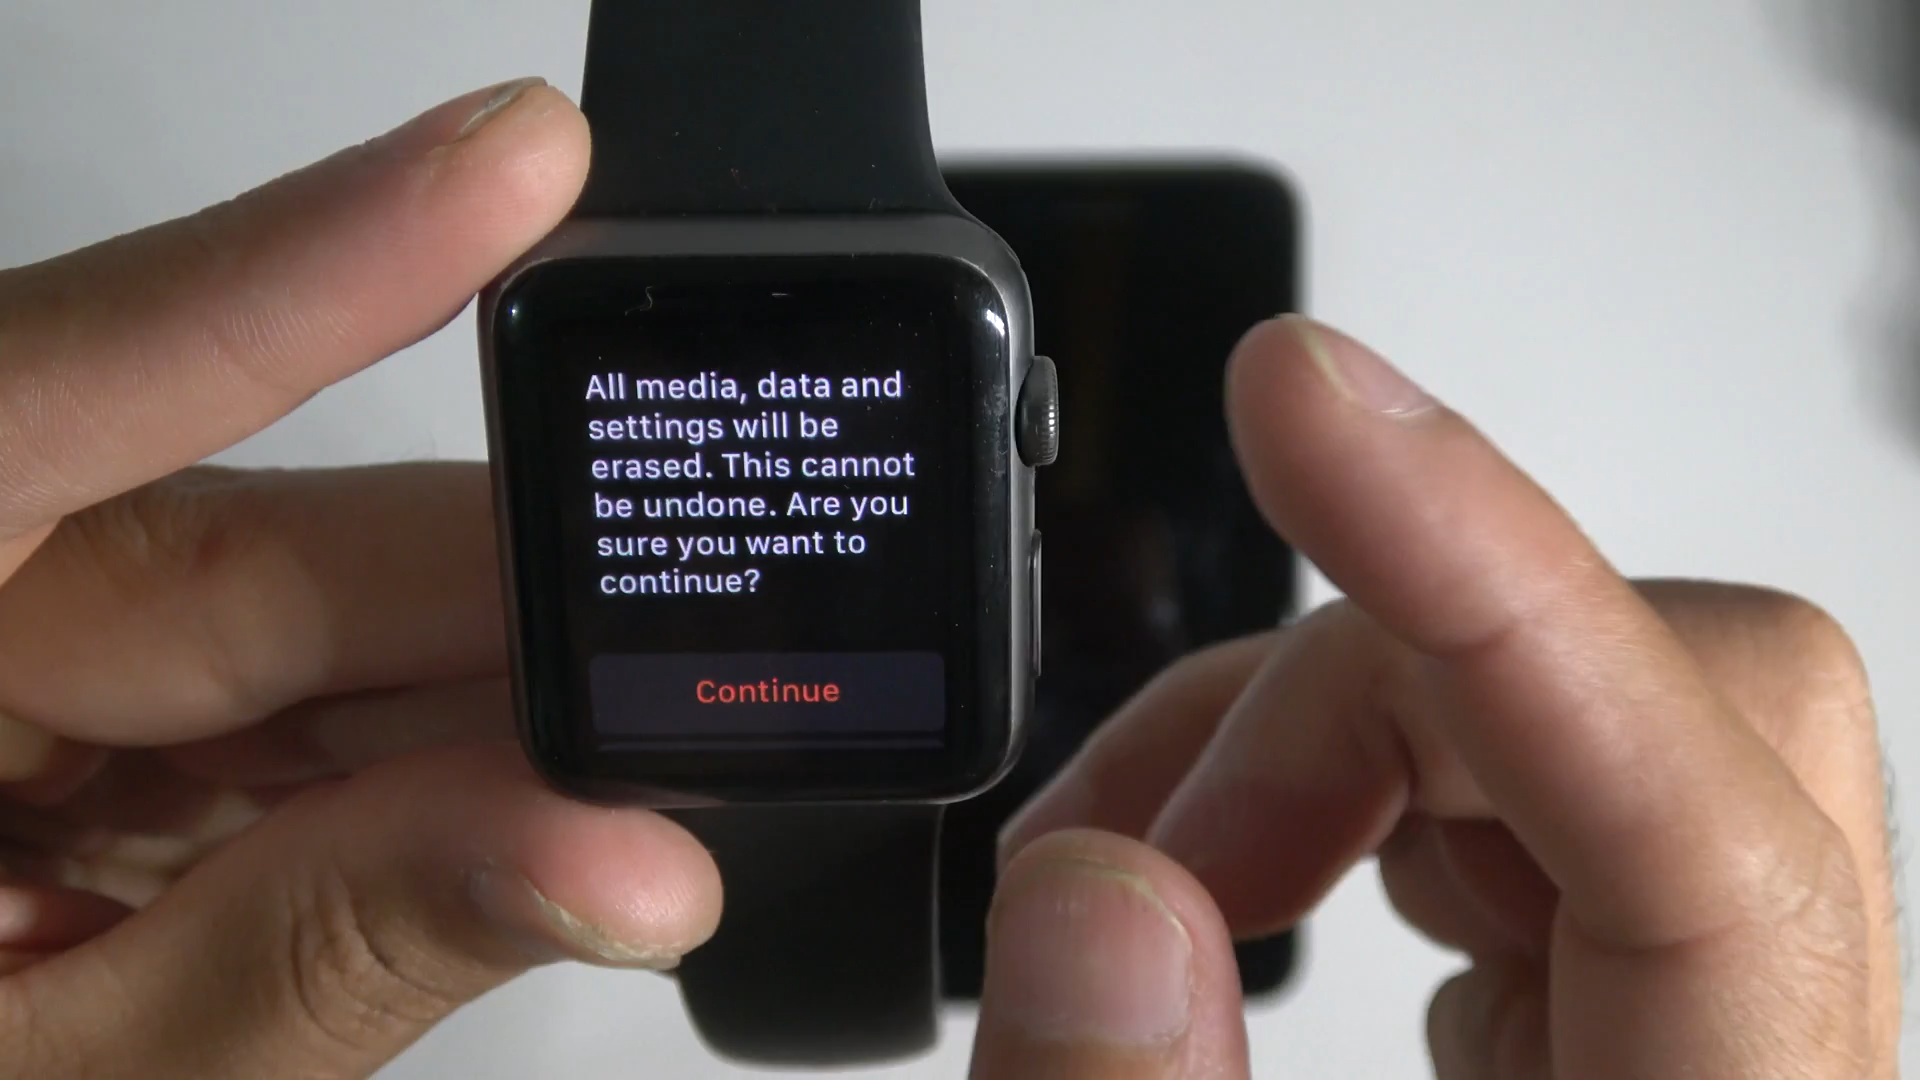 All media, data and
settings will be
erased. This cannot
be undone. Are you
sure you want to
continue?
Continue